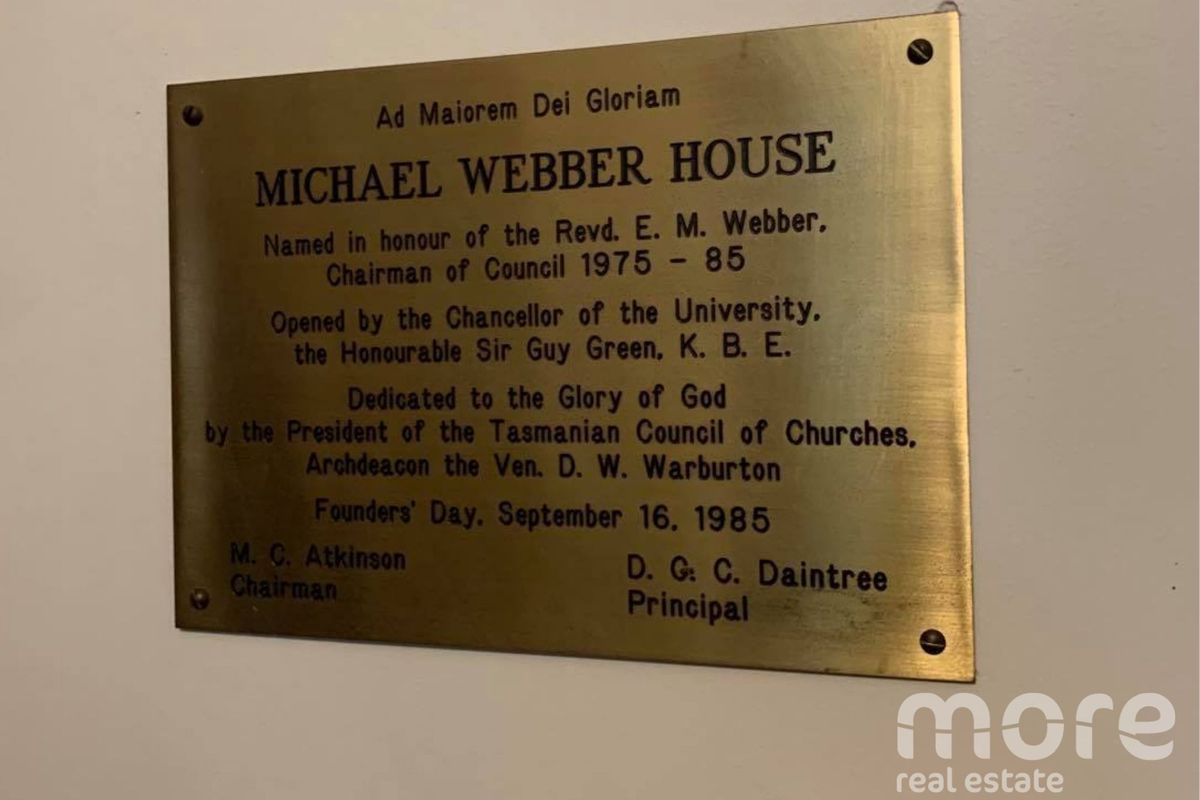 Ad Maiorem Dei Gloriam
MICHAEL WEBBER HOUSE
Named in honour of the Revd. E. M. Webber,
Chairman of Council 1975 - 85
Opened by the Chancellor of the University,
the Honourable Sir Guy Green, K. B. E.
Dedicated to the Glory of God
by the President of the Tasmanian Council of Churches,
Archdeacon the Ven. D. W. Warburton
Founders' Day, September 16, 1985
M. C. Atkinson
Chairman
D. G. C. Daintree
Principal
more
real estate